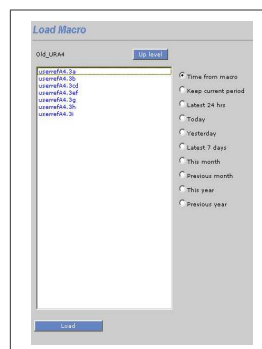 Load Macro
Old_URA4
Up level
userrefA4.3a
userrefA4.3b
userrefA4.3cd
userrefA4.3ef
userrefA4.3g
userrefA4.3h
userrefA4.3i
Time from macro
Keep current period
Latest 24 hrs
Today
Yesterday
Latest 7 days
This month
Previous month
This year
Previous year
Load